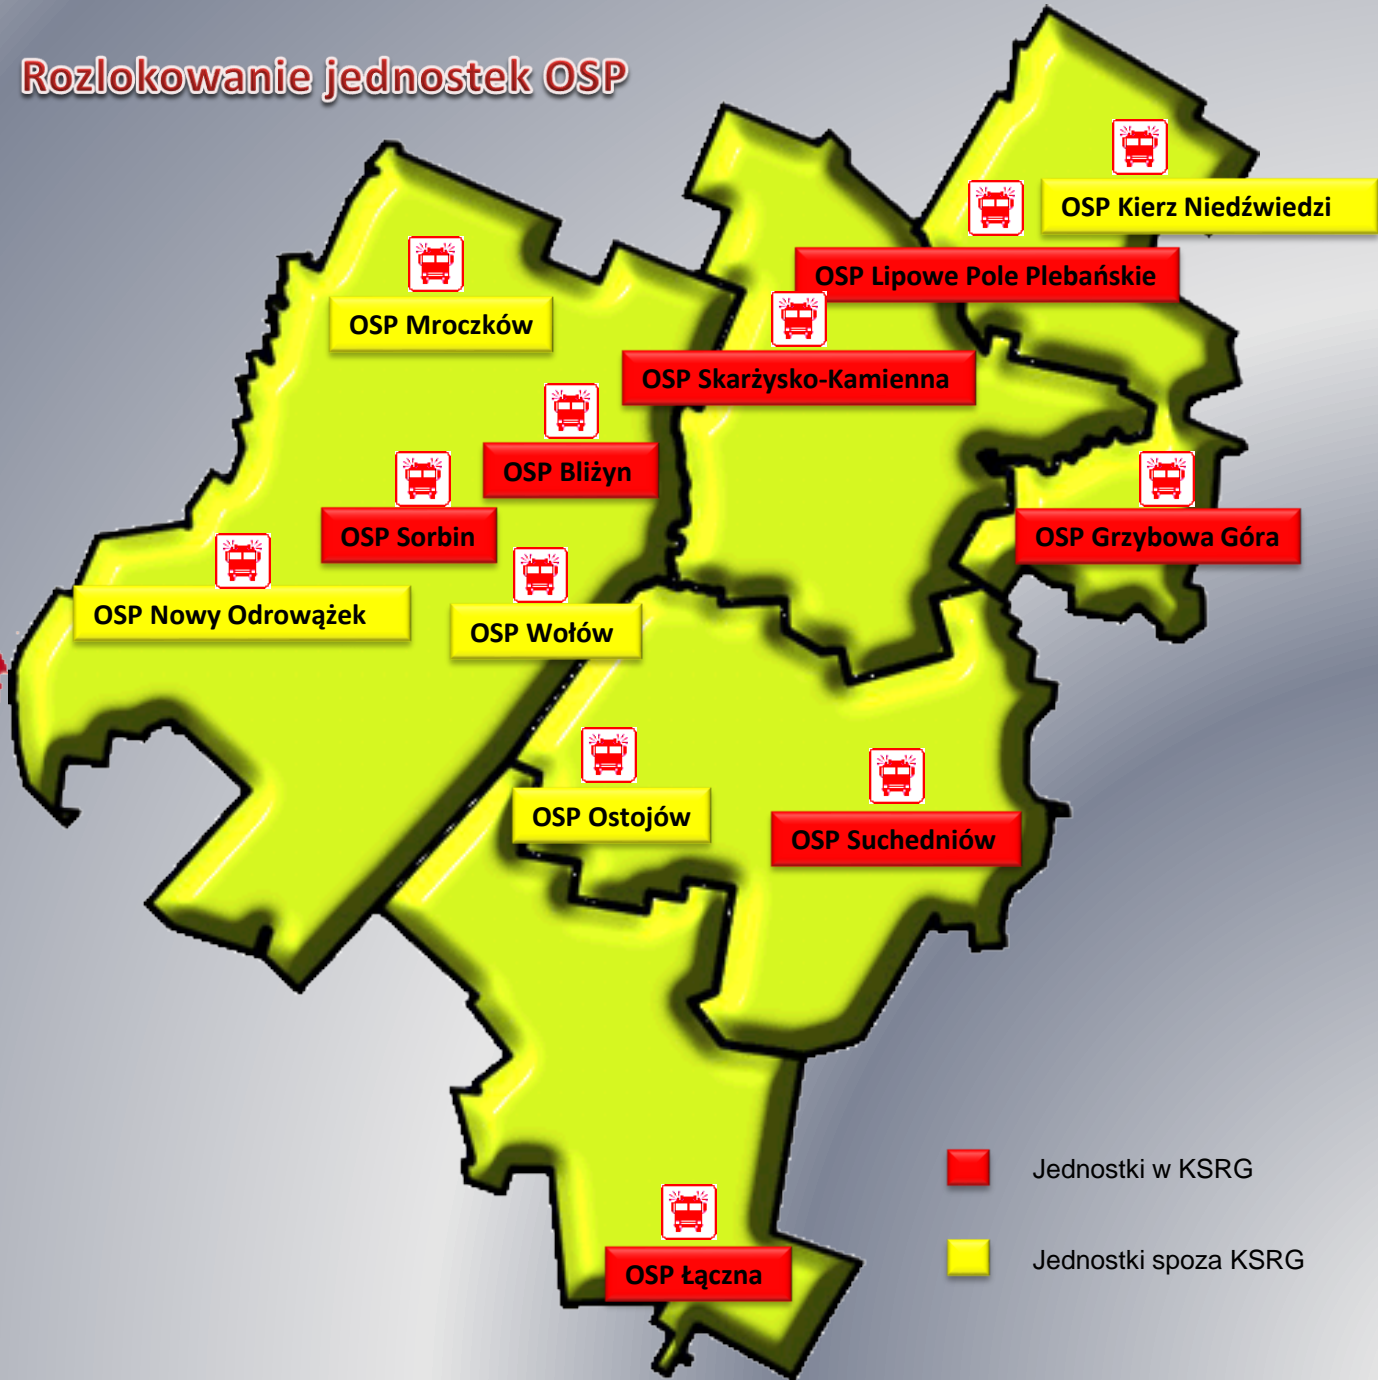 Rozlokowanie jednostek OSP
OSP Kierz Niedźwiedzi
OSP Lipowe Pole Plebańskie
OSP Mroczków
OSP Skarżysko-Kamienna
OSP Bliżyn
OSP Sorbin
OSP Grzybowa Góra
OSP Nowy Odrowążek
OSP Wołów
OSP Ostojów
OSP Suchedniów
Jednostki w KSRG
Jednostki spoza KSRG
OSP Łączna